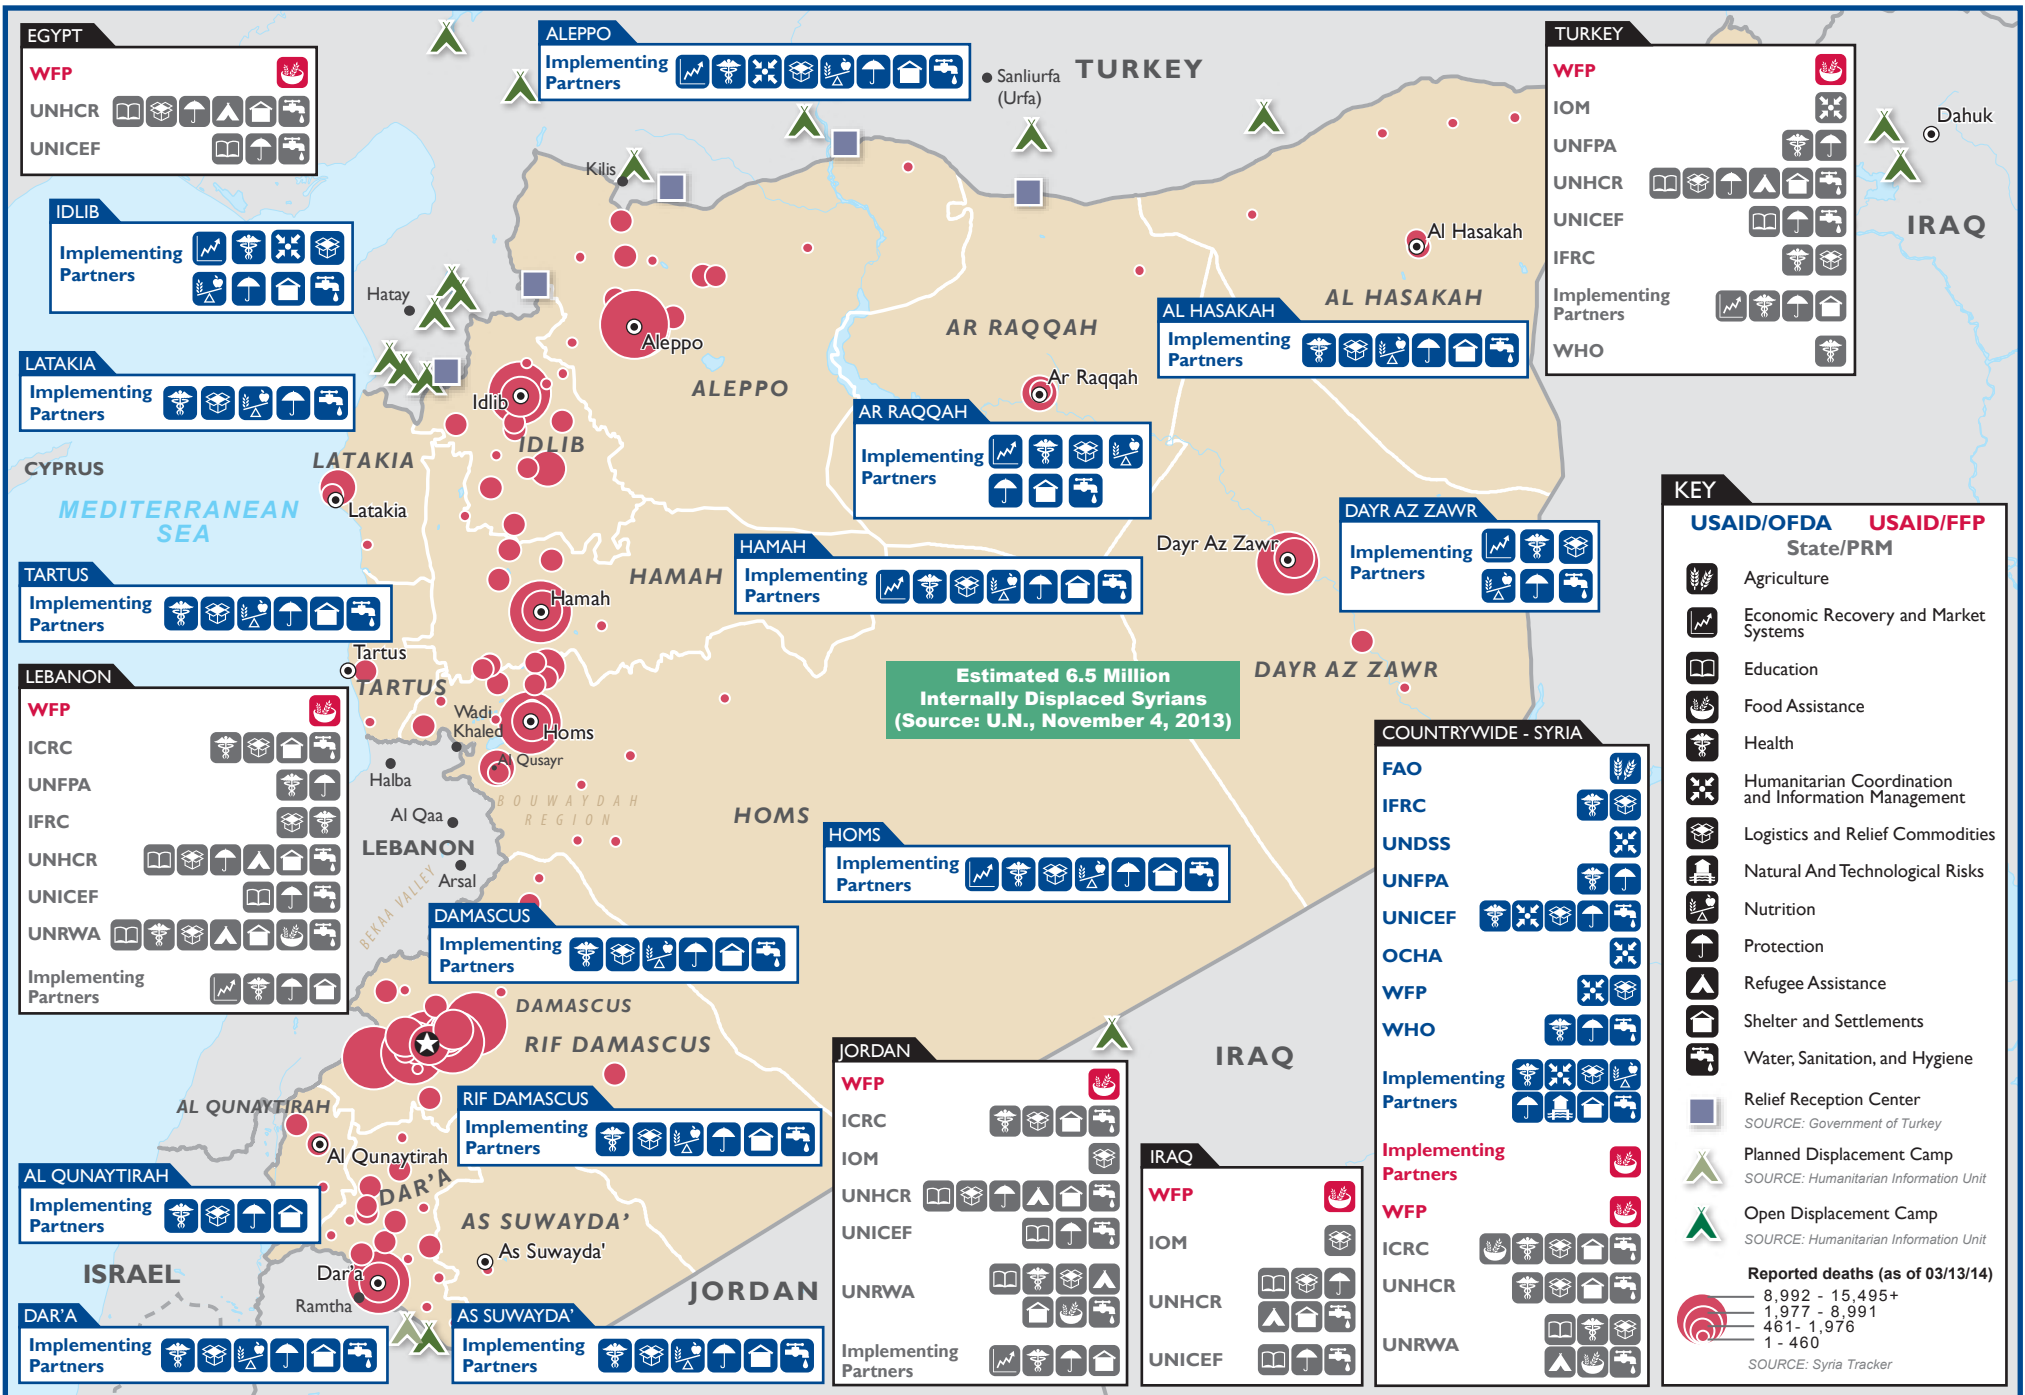 EGYPT
WFP
UNHCR
UNICEF
ALEPPO
Implementing
Partners
Sanliurfa
(Urfa)
TURKEY
TURKEY
WFP
IOM
UNFPA
UNHCR
UNICEF
IFRC
Implementing
Partners
WHO
Dahuk
IRAQ
IDLIB
Implementing
Partners
Kilis
Hatay
Al Hasakah
AL HASAKAH
AR RAQQAH
AL HASAKAH
Implementing
Partners
Aleppo
ALEPPO
LATAKIA
Implementing
Partners
Idlib
IDLIB
Ar Raqqah
AR RAQQAH
Implementing
Partners
CYPRUS
LATAKIA
Latakia
MEDITERRANEAN
SEA
DAYR AZ ZAWR
Implementing
Partners
Dayr Az Zawr
HAMAH
Implementing
Partners
HAMAH
Hamah
TARTUS
Implementing
Partners
Tartus
TARTUS
Estimated 6.5 Million
Internally Displaced Syrians
(Source: U.N., November 4, 2013)
DAYR AZ ZAWR
LEBANON
WFP
ICRC
UNFPA
IFRC
UNHCR
UNICEF
UNRWA
Implementing
Partners
Wadi
Khaled
Homs
Al Qusayr
Halba
BOUWAYDAH
REGION
Al Qaa
LEBANON
Arsal
BEKAA VALLEY
HOMS
HOMS
Implementing
Partners
DAMASCUS
Implementing
Partners
DAMASCUS
RIF DAMASCUS
RIF DAMASCUS
Implementing
Partners
AL QUNAYTIRAH
Al Qunaytirah
AL QUNAYTIRAH
Implementing
Partners
DAR'A
AS SUWAYDA'
As Suwayda'
ISRAEL
Dar'a
Ramtha
JORDAN
DAR'A
Implementing
Partners
AS SUWAYDA'
Implementing
Partners
JORDAN
WFP
ICRC
IOM
UNHCR
UNICEF
UNRWA
Implementing
Partners
IRAQ
IRAQ
WFP
IOM
UNHCR
UNICEF
COUNTRYWIDE - SYRIA
FAO
IFRC
UNDSS
UNFPA
UNICEF
OCHA
WFP
WHO
Implementing
Partners
Implementing
Partners
WFP
ICRC
UNHCR
UNRWA
KEY
USAID/OFDA USAID/FFP
State/PRM
Agriculture
Economic Recovery and Market
Systems
Education
Food Assistance
Health
Humanitarian Coordination
and Information Management
Logistics and Relief Commodities
Natural And Technological Risks
Nutrition
Protection
Refugee Assistance
Shelter and Settlements
Water, Sanitation, and Hygiene
Relief Reception Center
SOURCE: Government of Turkey
Planned Displacement Camp
SOURCE: Humanitarian Information Unit
Open Displacement Camp
SOURCE: Humanitarian Information Unit
Reported deaths (as of 03/13/14)
8,992 - 15,495+
1,977 - 8,991
461- 1,976
1 - 460
SOURCE: Syria Tracker